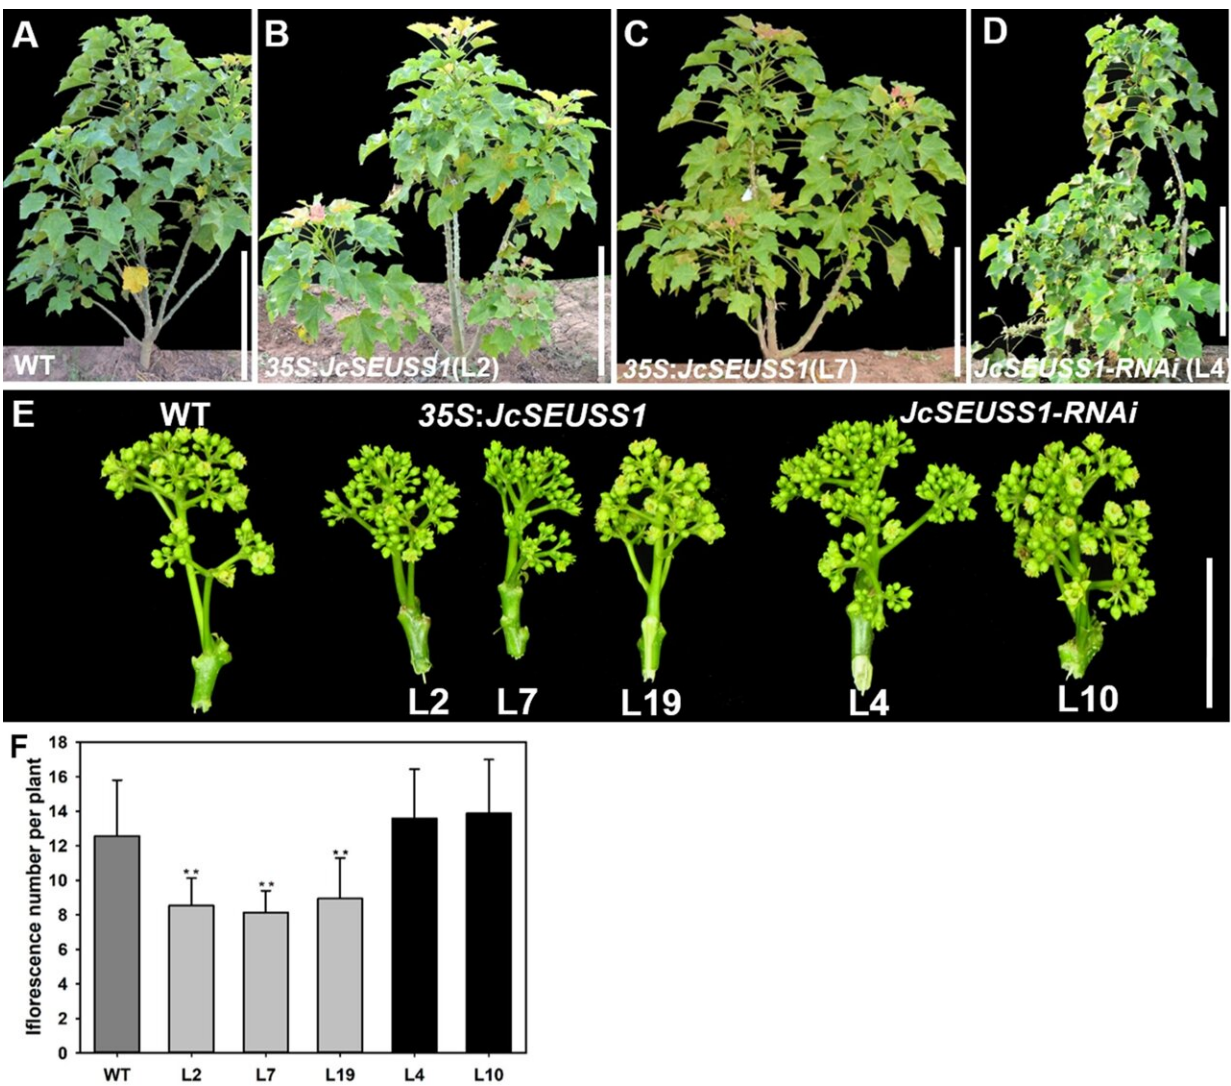 A
B
C
D
WT
35S:JcSEUSS1(L2)
35S:JcSEUSS1(L7)
JcSEUSS1-RNAi (L4)
E
WT
35S:JcSEUSS1
JcSEUSS1-RNAi
L2
L7
L19
L4
L10
F
Iflorescence number per plant
18
16
14
12
10
8
6
4
2
0
**
**
**
WT
L2
L7
L19
L4
L10